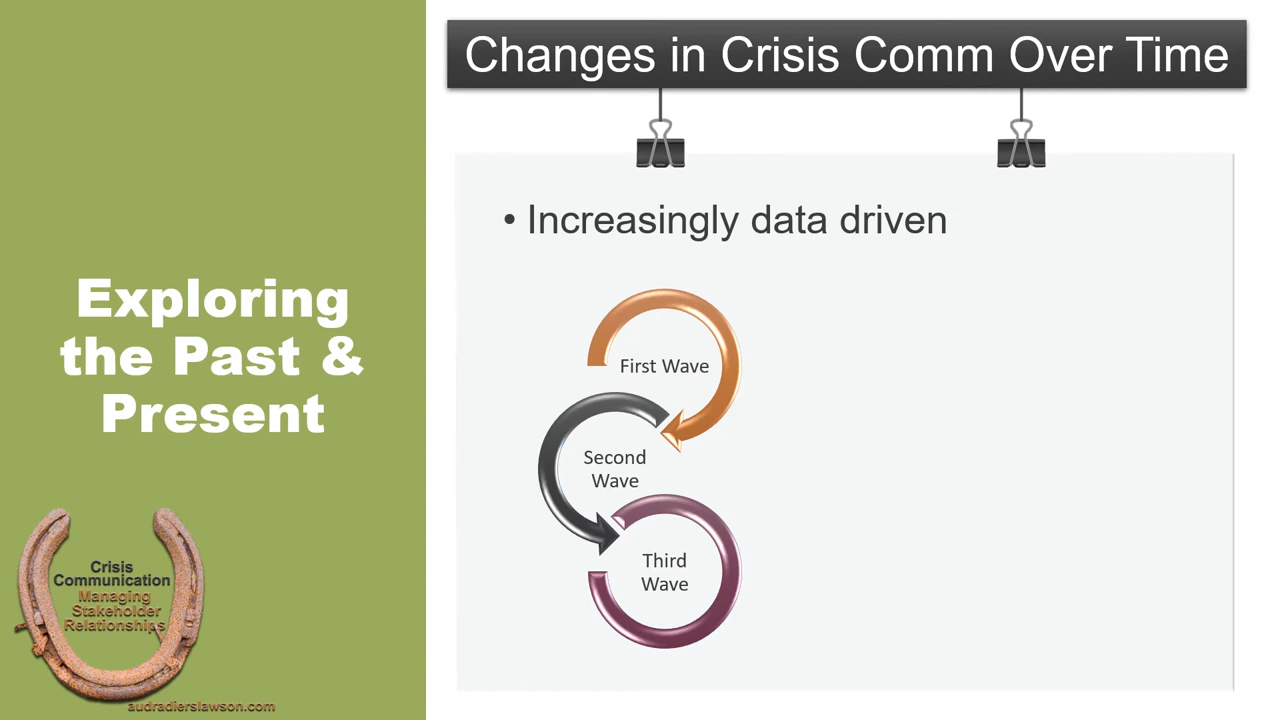 Changes in Crisis Comm Over Time
• Increasingly data driven
First Wave
Second
Wave
Third
Wave
Exploring
the Past &
Present
Crisis
Communication
Managing
Stakeholder
Relationships
audradierslawson.com